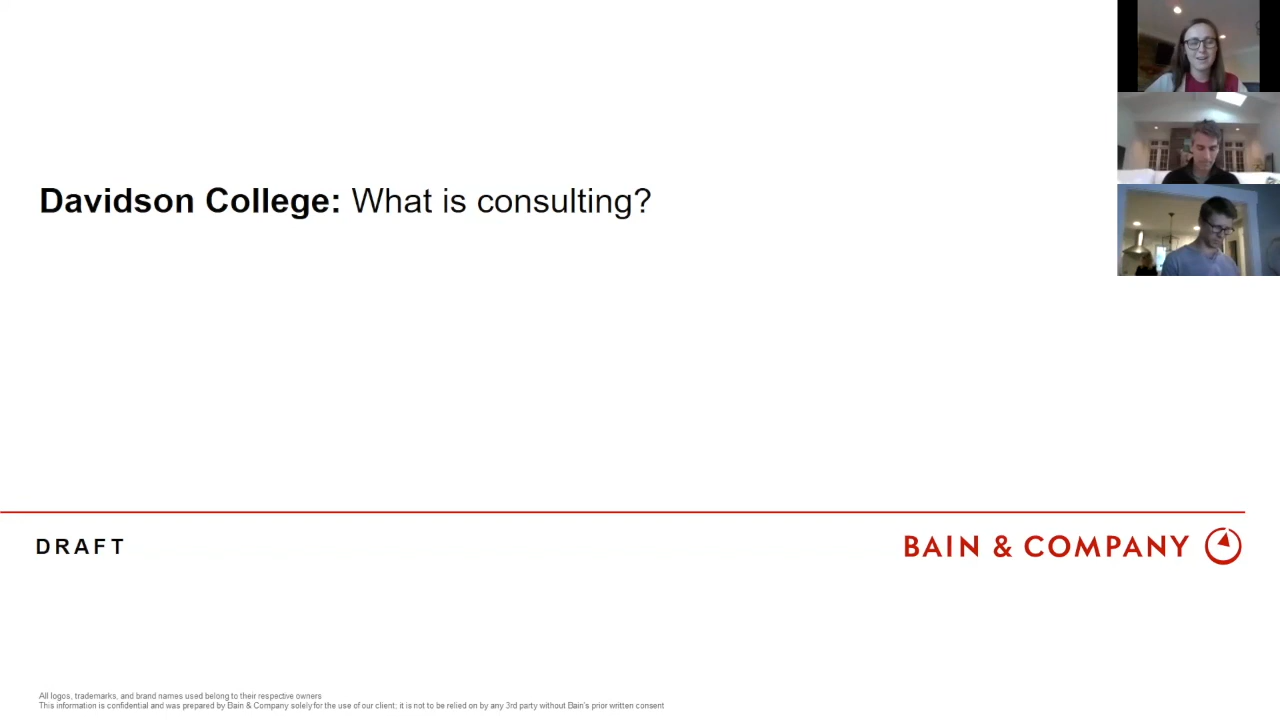 Davidson College: What is consulting?
DRAFT
BAIN & COMPANY
All logos, trademarks, and brand names used belong to their respective owners
This information is confidential and was prepared by Bain & Company solely for the use of our client; it is not to be relied on by any 3rd party without Bain's prior written consent